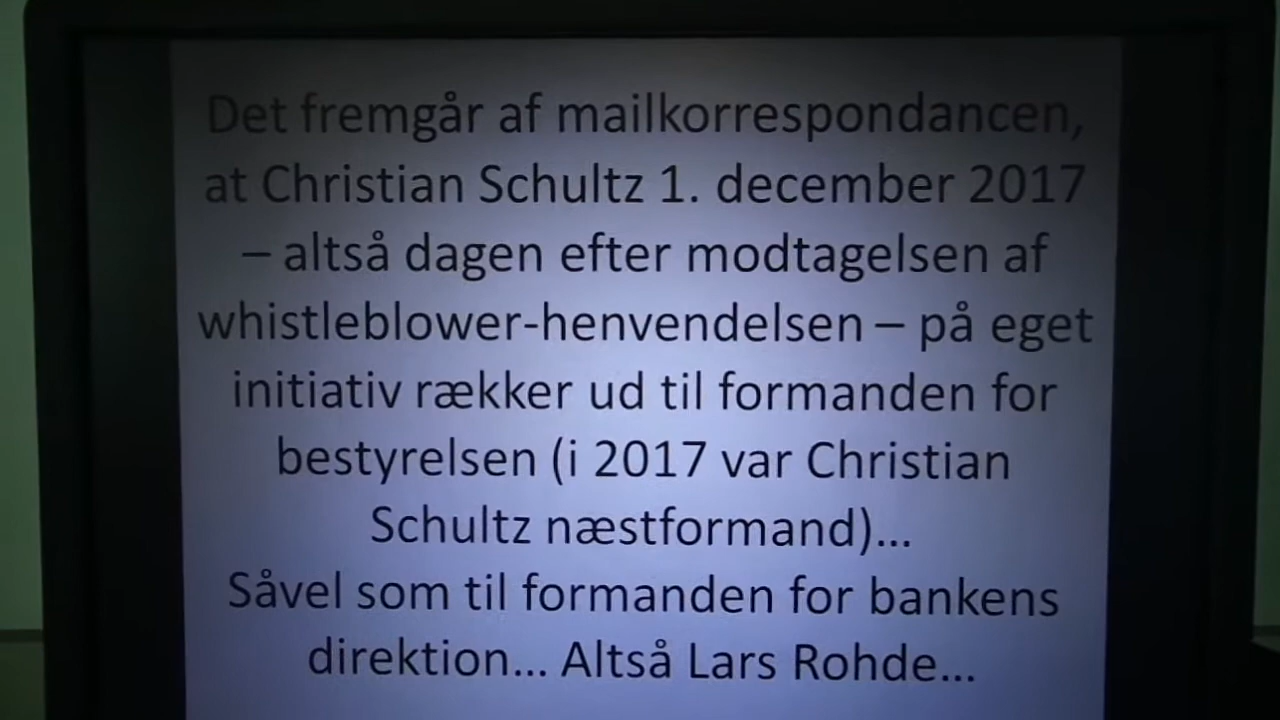 Det fremgår af mailkorrespondancen,
at Christian Schultz 1. december 2017
– altså dagen efter modtagelsen af
whistleblower-henvendelsen – på eget
initiativ rækker ud til formanden for
bestyrelsen (i 2017 var Christian
Schultz næstformand)...
Såvel som til formanden for bankens
direktion... Altså Lars Rohde...